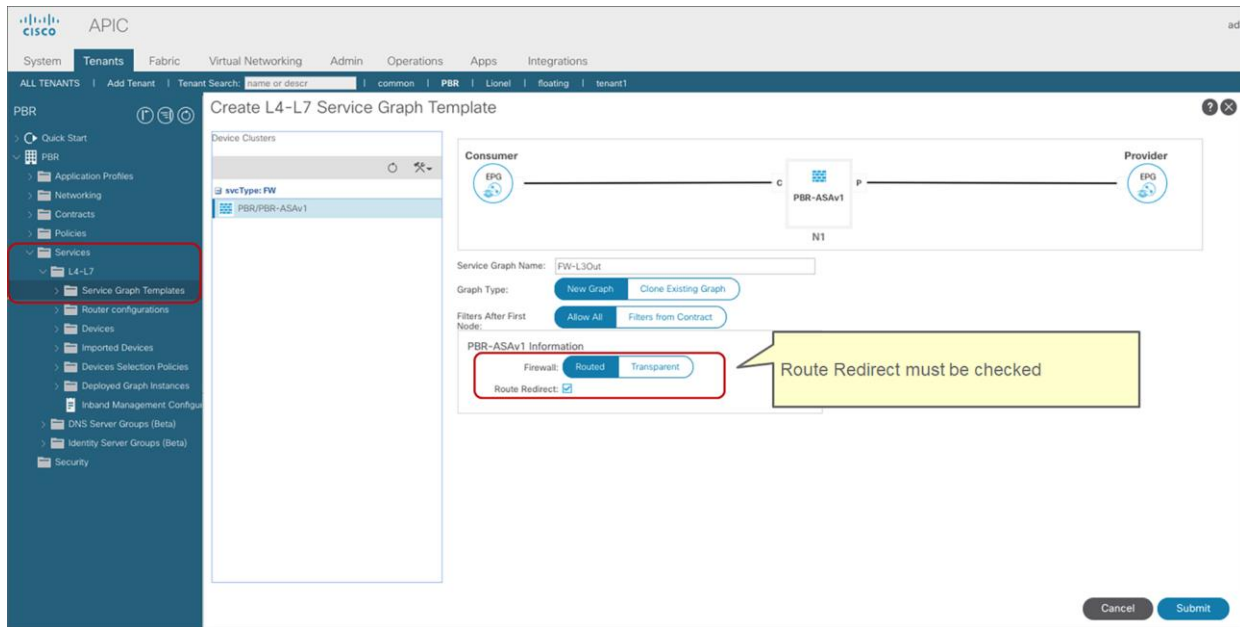 CISCO APIC ad
System Tenants Fabric Virtual Networking Admin Operations Apps Integrations
ALL TENANTS | Add Tenant | Tenant Search: name or descr | common | PBR | Lionel | floating | tenant1
PBR
Quick Start
PBR
Application Profiles
Networking
Contracts
Policies
Services
L4-L7
Service Graph Templates
Router configurations
Devices
Imported Devices
Devices Selection Policies
Deployed Graph Instances
Inband Management Configu
DNS Server Groups (Beta)
Identity Server Groups (Beta)
Security
Create L4-L7 Service Graph Template
Device Clusters
svcType: FW
PBR/PBR-ASAv1
Consumer
EPG
C
PBR-ASAv1
P
N1
Provider
EPG
Service Graph Name: FW-L3Out
Graph Type: New Graph Clone Existing Graph
Filters After First
Node: Allow All Filters from Contract
PBR-ASAv1 Information
Firewall: Routed Transparent
Route Redirect:
Route Redirect must be checked
Cancel Submit